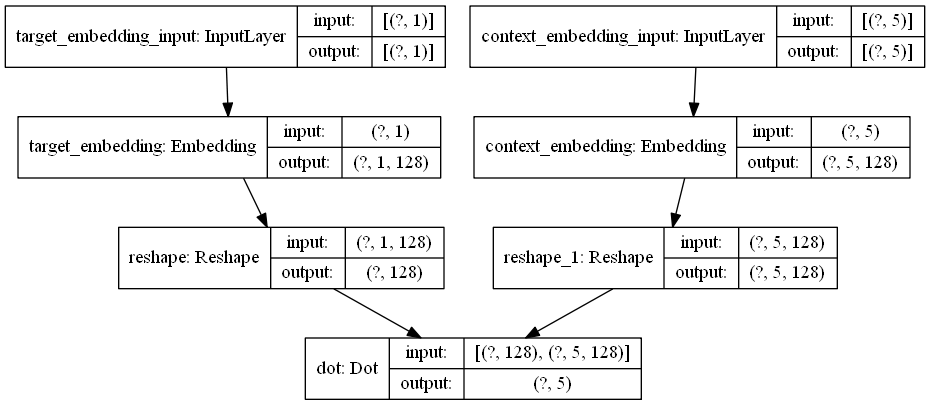 target_embedding_input: InputLayer
input: [(?, 1)]
output: [(?, 1)]
context_embedding_input: InputLayer
input: [(?, 5)]
output: [(?, 5)]
target_embedding: Embedding
input: (?, 1)
output: (?, 1, 128)
context_embedding: Embedding
input: (?, 5)
output: (?, 5, 128)
reshape: Reshape
input: (?, 1, 128)
output: (?, 128)
reshape_1: Reshape
input: (?, 5, 128)
output: (?, 5, 128)
dot: Dot
input: [(?, 128), (?, 5, 128)]
output: (?, 5)